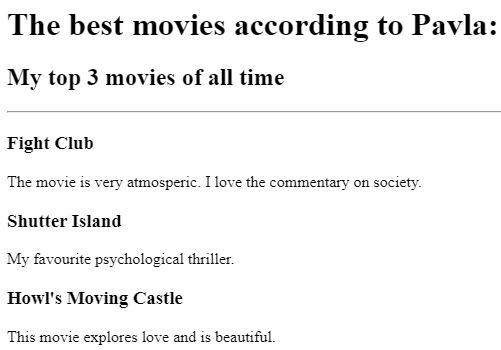 The best movies according to Pavla:
My top 3 movies of all time
Fight Club
The movie is very atmosperic. I love the commentary on society.
Shutter Island
My favourite psychological thriller.
Howl's Moving Castle
This movie explores love and is beautiful.